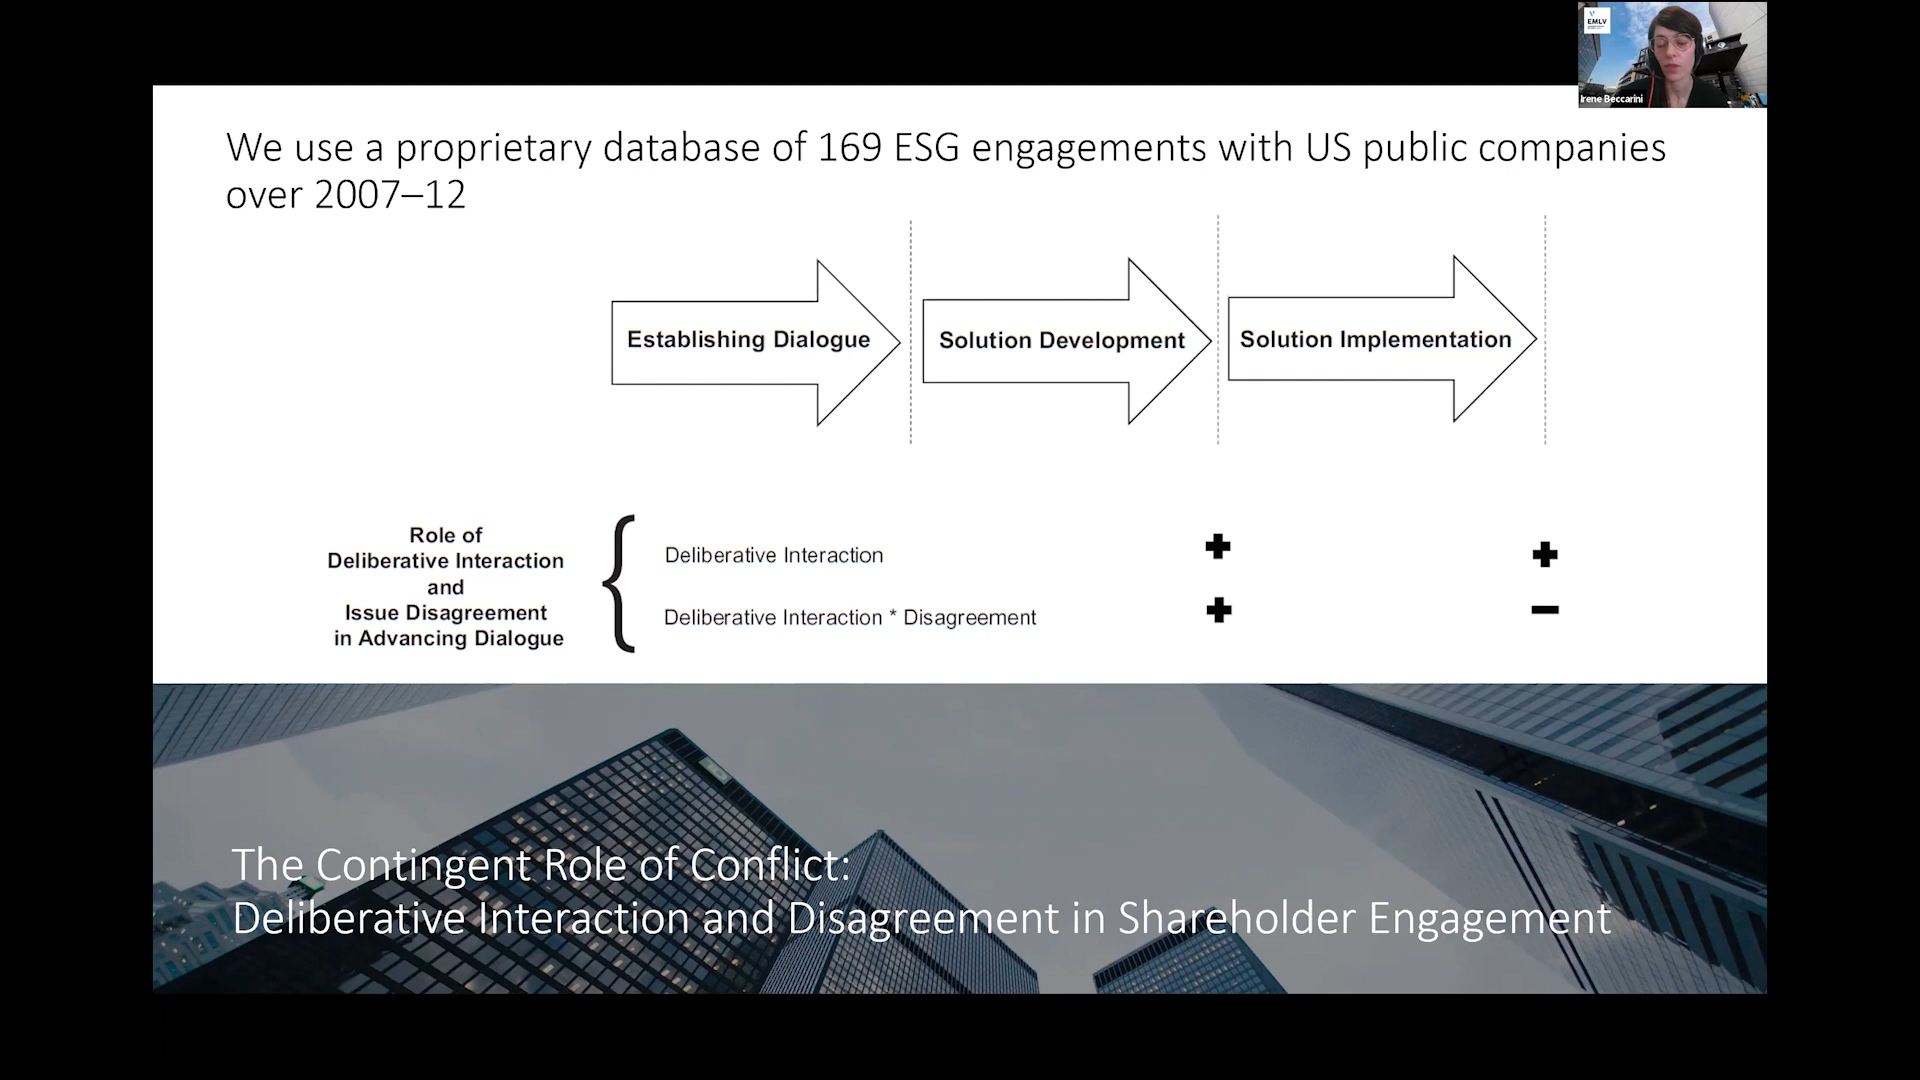 EMLV
Irene Beccarini
We use a proprietary database of 169 ESG engagements with US public companies
over 2007–12
Establishing Dialogue
Solution Development
Solution Implementation
Role of
Deliberative Interaction
and
Issue Disagreement
in Advancing Dialogue
{
Deliberative Interaction
+
+
Deliberative Interaction * Disagreement
+
−
The Contingent Role of Conflict:
Deliberative Interaction and Disagreement in Shareholder Engagement